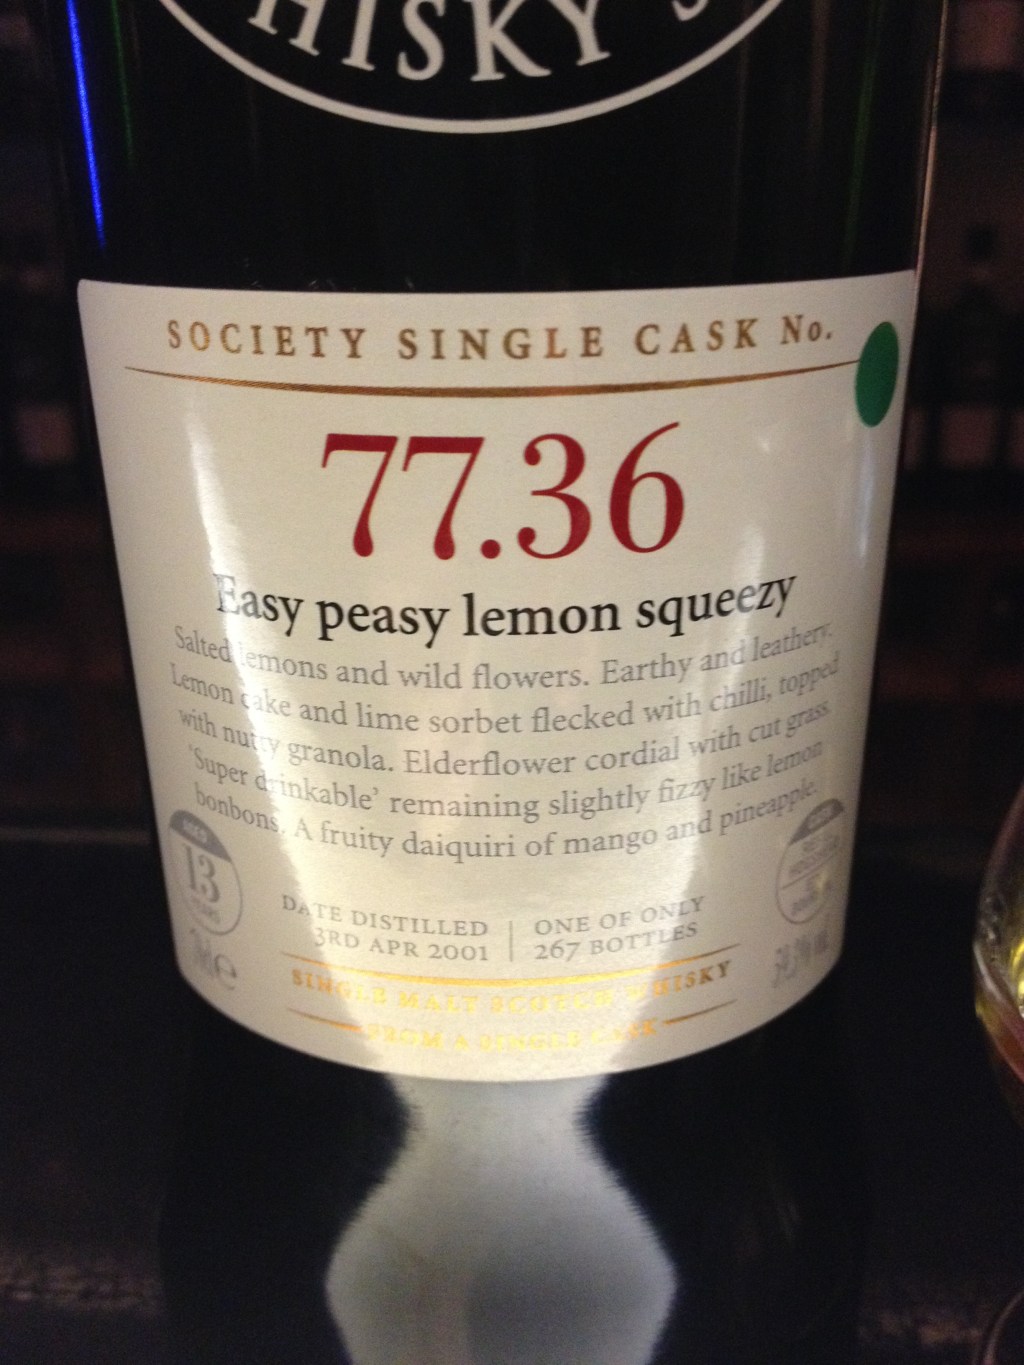 HISKY S
SOCIETY SINGLE CASK No.
77.36
Easy peasy lemon squeezy
Salted lemons and wild flowers. Earthy and leathery.
Lemon cake and lime sorbet flecked with chilli, topped
with nutty granola. Elderflower cordial with cut grass.
'Super drinkable' remaining slightly fizzy like lemon
bonbons. A fruity daiquiri of mango and pineapple.
AGED
13
YEARS
DATE DISTILLED
3RD APR 2001
ONE OF ONLY
267 BOTTLES
SINGLE MALT SCOTCH WHISKY
FROM A SINGLE CASK